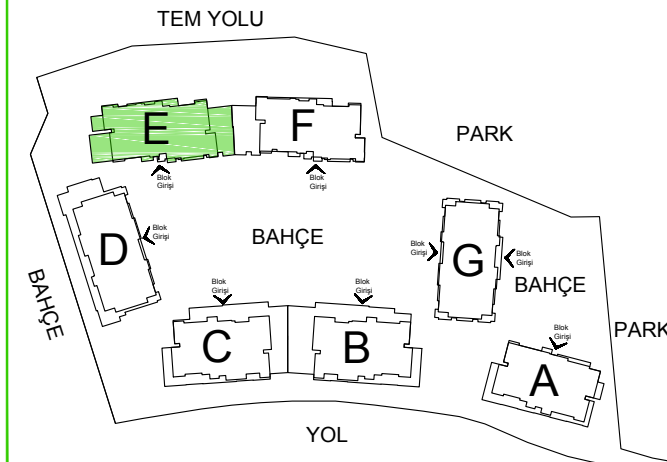 TEM YOLU
E
F
PARK
Blok
Girişi
Blok
Girişi
D
Blok
Girişi
BAHÇE
Blok
Girişi
G
Blok
Girişi
BAHÇE
BAHÇE
Blok
Girişi
Blok
Girişi
C
B
Blok
Girişi
PARK
A
YOL